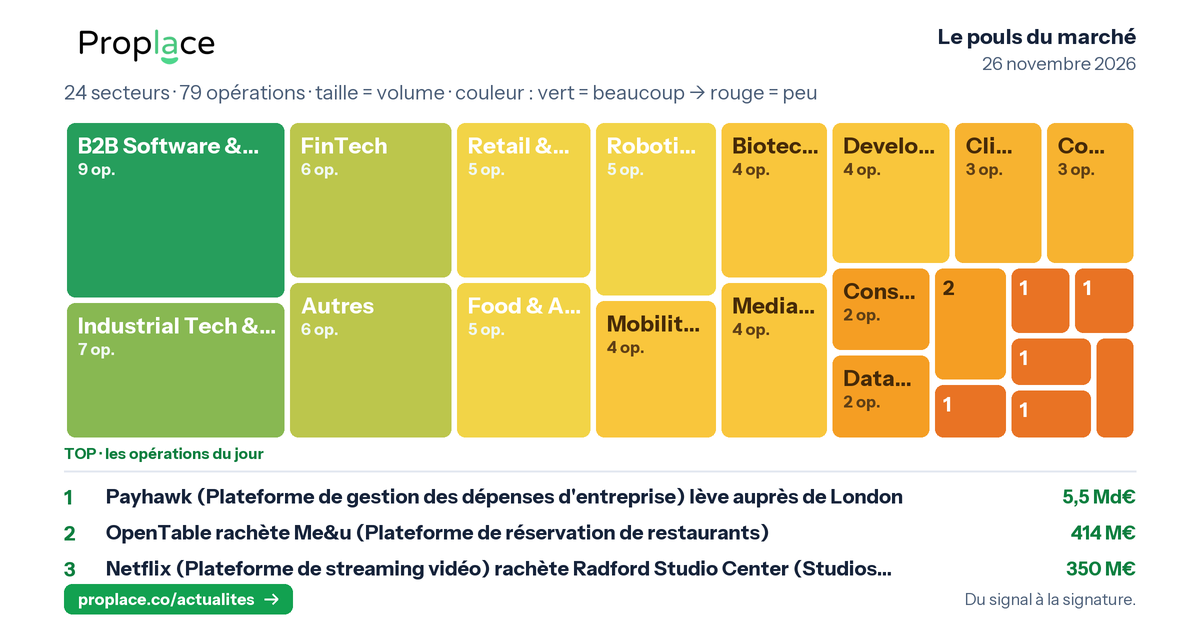 Proplace
Le pouls du marché
26 novembre 2026
24 secteurs · 79 opérations · taille = volume · couleur : vert = beaucoup → rouge = peu
B2B Software &...
9 op.
FinTech
6 op.
Retail &...
5 op.
Roboti...
5 op.
Biotec...
4 op.
Develo...
4 op.
Cli...
3 op.
Co...
3 op.
Industrial Tech &...
7 op.
Autres
6 op.
Food & A...
5 op.
Mobilit...
4 op.
Media...
4 op.
Cons...
2 op.
2
1
1
Data...
2 op.
1
1
1
TOP · les opérations du jour
1 Payhawk (Plateforme de gestion des dépenses d'entreprise) lève auprès de London 5,5 Md€
2 OpenTable rachète Me&u (Plateforme de réservation de restaurants) 414 M€
3 Netflix (Plateforme de streaming vidéo) rachète Radford Studio Center (Studios... 350 M€
proplace.co/actualites →
Du signal à la signature.